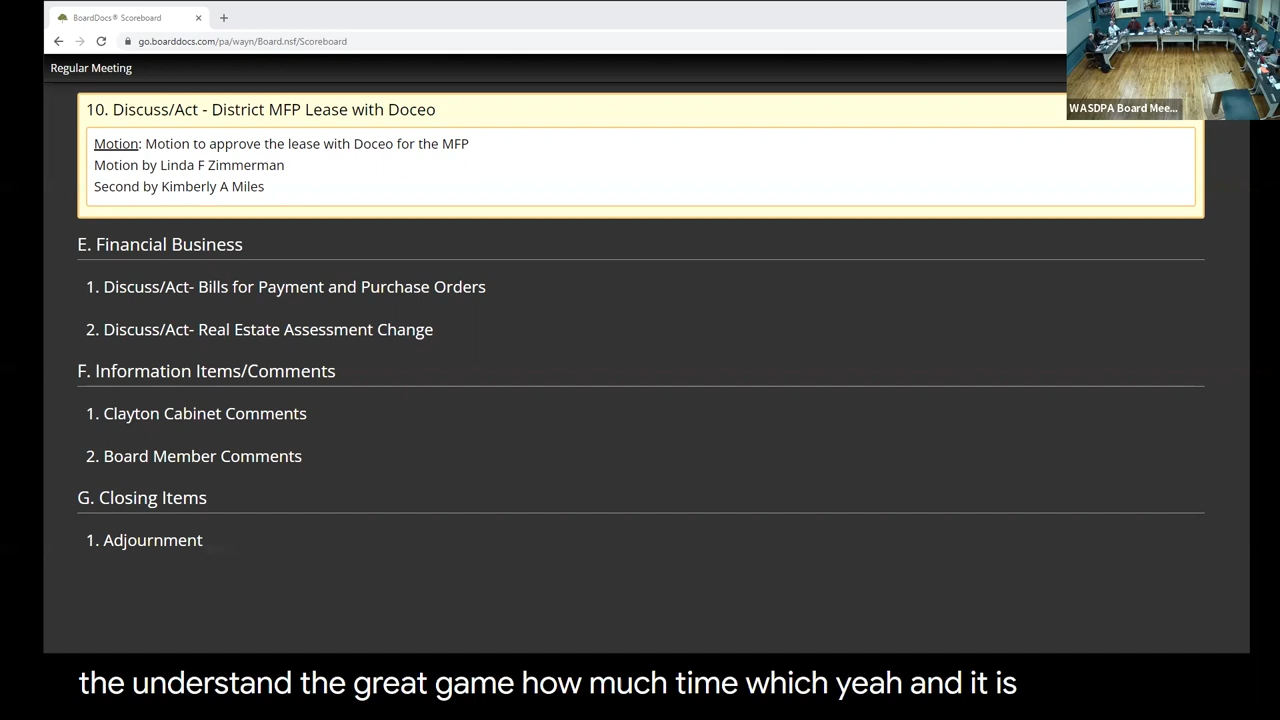 BoardDocs® Scoreboard
go.boarddocs.com/pa/wayn/Board.nsf/Scoreboard
Regular Meeting
WASDPA Board Mee...
10. Discuss/Act - District MFP Lease with Doceo
Motion: Motion to approve the lease with Doceo for the MFP
Motion by Linda F Zimmerman
Second by Kimberly A Miles
E. Financial Business
1. Discuss/Act- Bills for Payment and Purchase Orders
2. Discuss/Act- Real Estate Assessment Change
F. Information Items/Comments
1. Clayton Cabinet Comments
2. Board Member Comments
G. Closing Items
1. Adjournment
the understand the great game how much time which yeah and it is